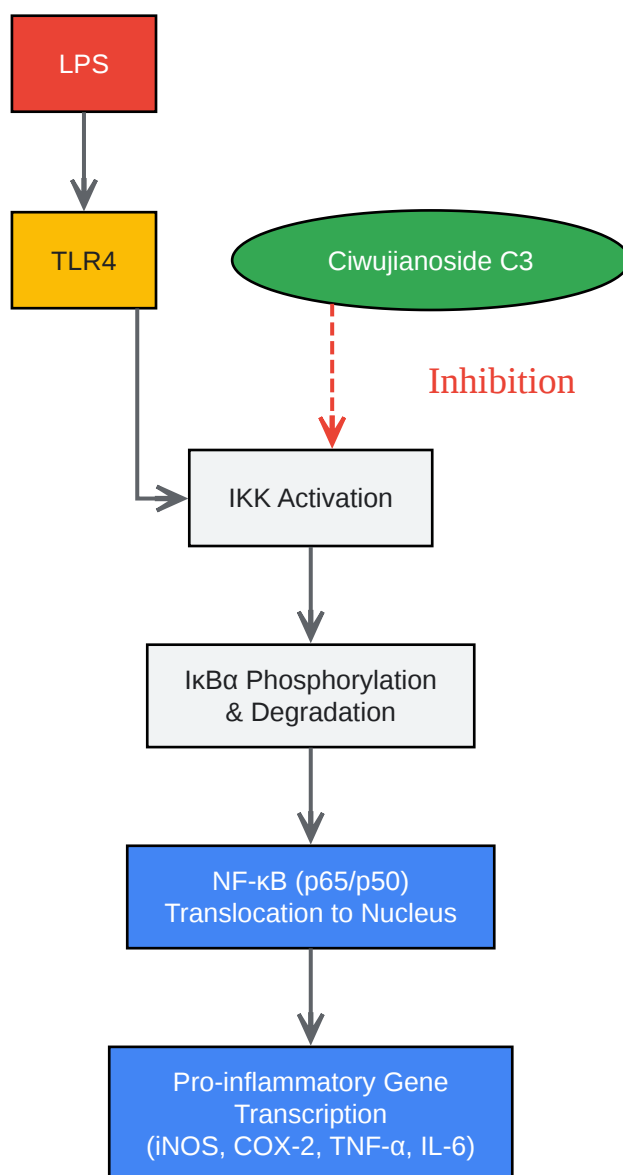 LPS
TLR4
Ciwujianoside C3
Inhibition
IKK Activation
IκBα Phosphorylation
& Degradation
NF-κB (p65/p50)
Translocation to Nucleus
Pro-inflammatory Gene
Transcription
(iNOS, COX-2, TNF-α, IL-6)